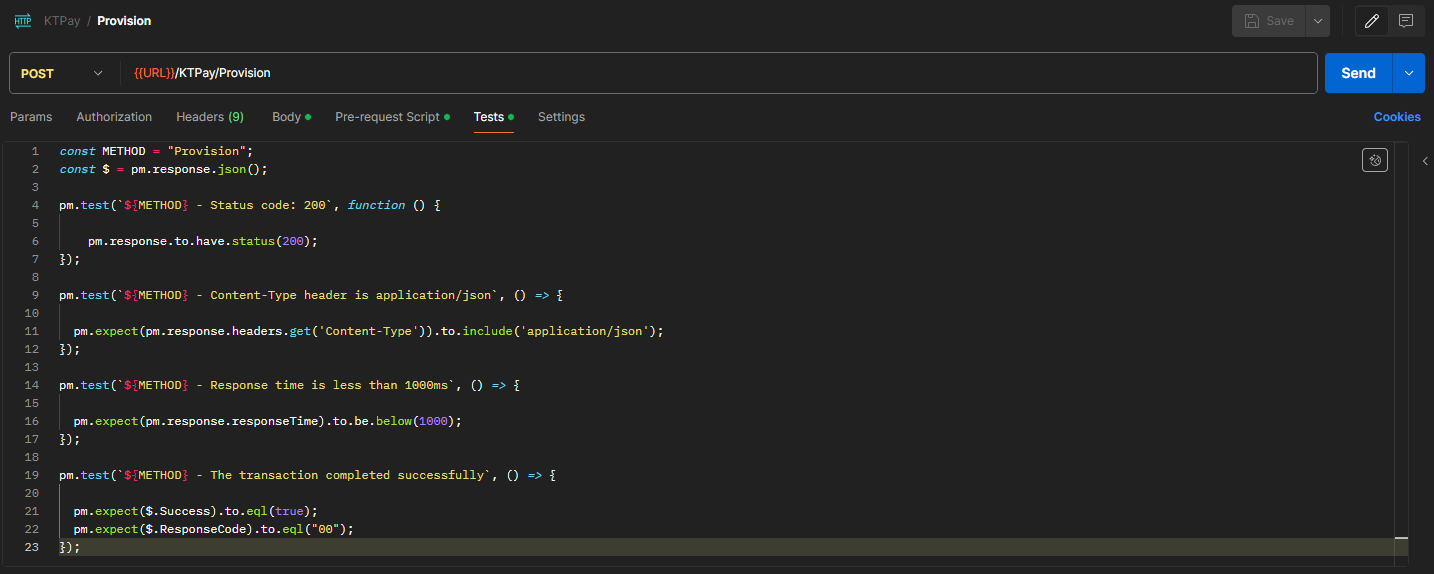 HTTP KTPay / Provision Save
POST {{URL}}/KTPay/Provision Send
Params Authorization Headers (9) Body Pre-request Script Tests Settings Cookies
1 const METHOD = "Provision";
2 const $ = pm.response.json();
3
4 pm.test(`${METHOD} - Status code: 200`, function () {
5
6 pm.response.to.have.status(200);
7 });
8
9 pm.test(`${METHOD} - Content-Type header is application/json`, () => {
10
11 pm.expect(pm.response.headers.get('Content-Type')).to.include('application/json');
12 });
13
14 pm.test(`${METHOD} - Response time is less than 1000ms`, () => {
15
16 pm.expect(pm.response.responseTime).to.be.below(1000);
17 });
18
19 pm.test(`${METHOD} - The transaction completed successfully`, () => {
20
21 pm.expect($.Success).to.eql(true);
22 pm.expect($.ResponseCode).to.eql("00");
23 });